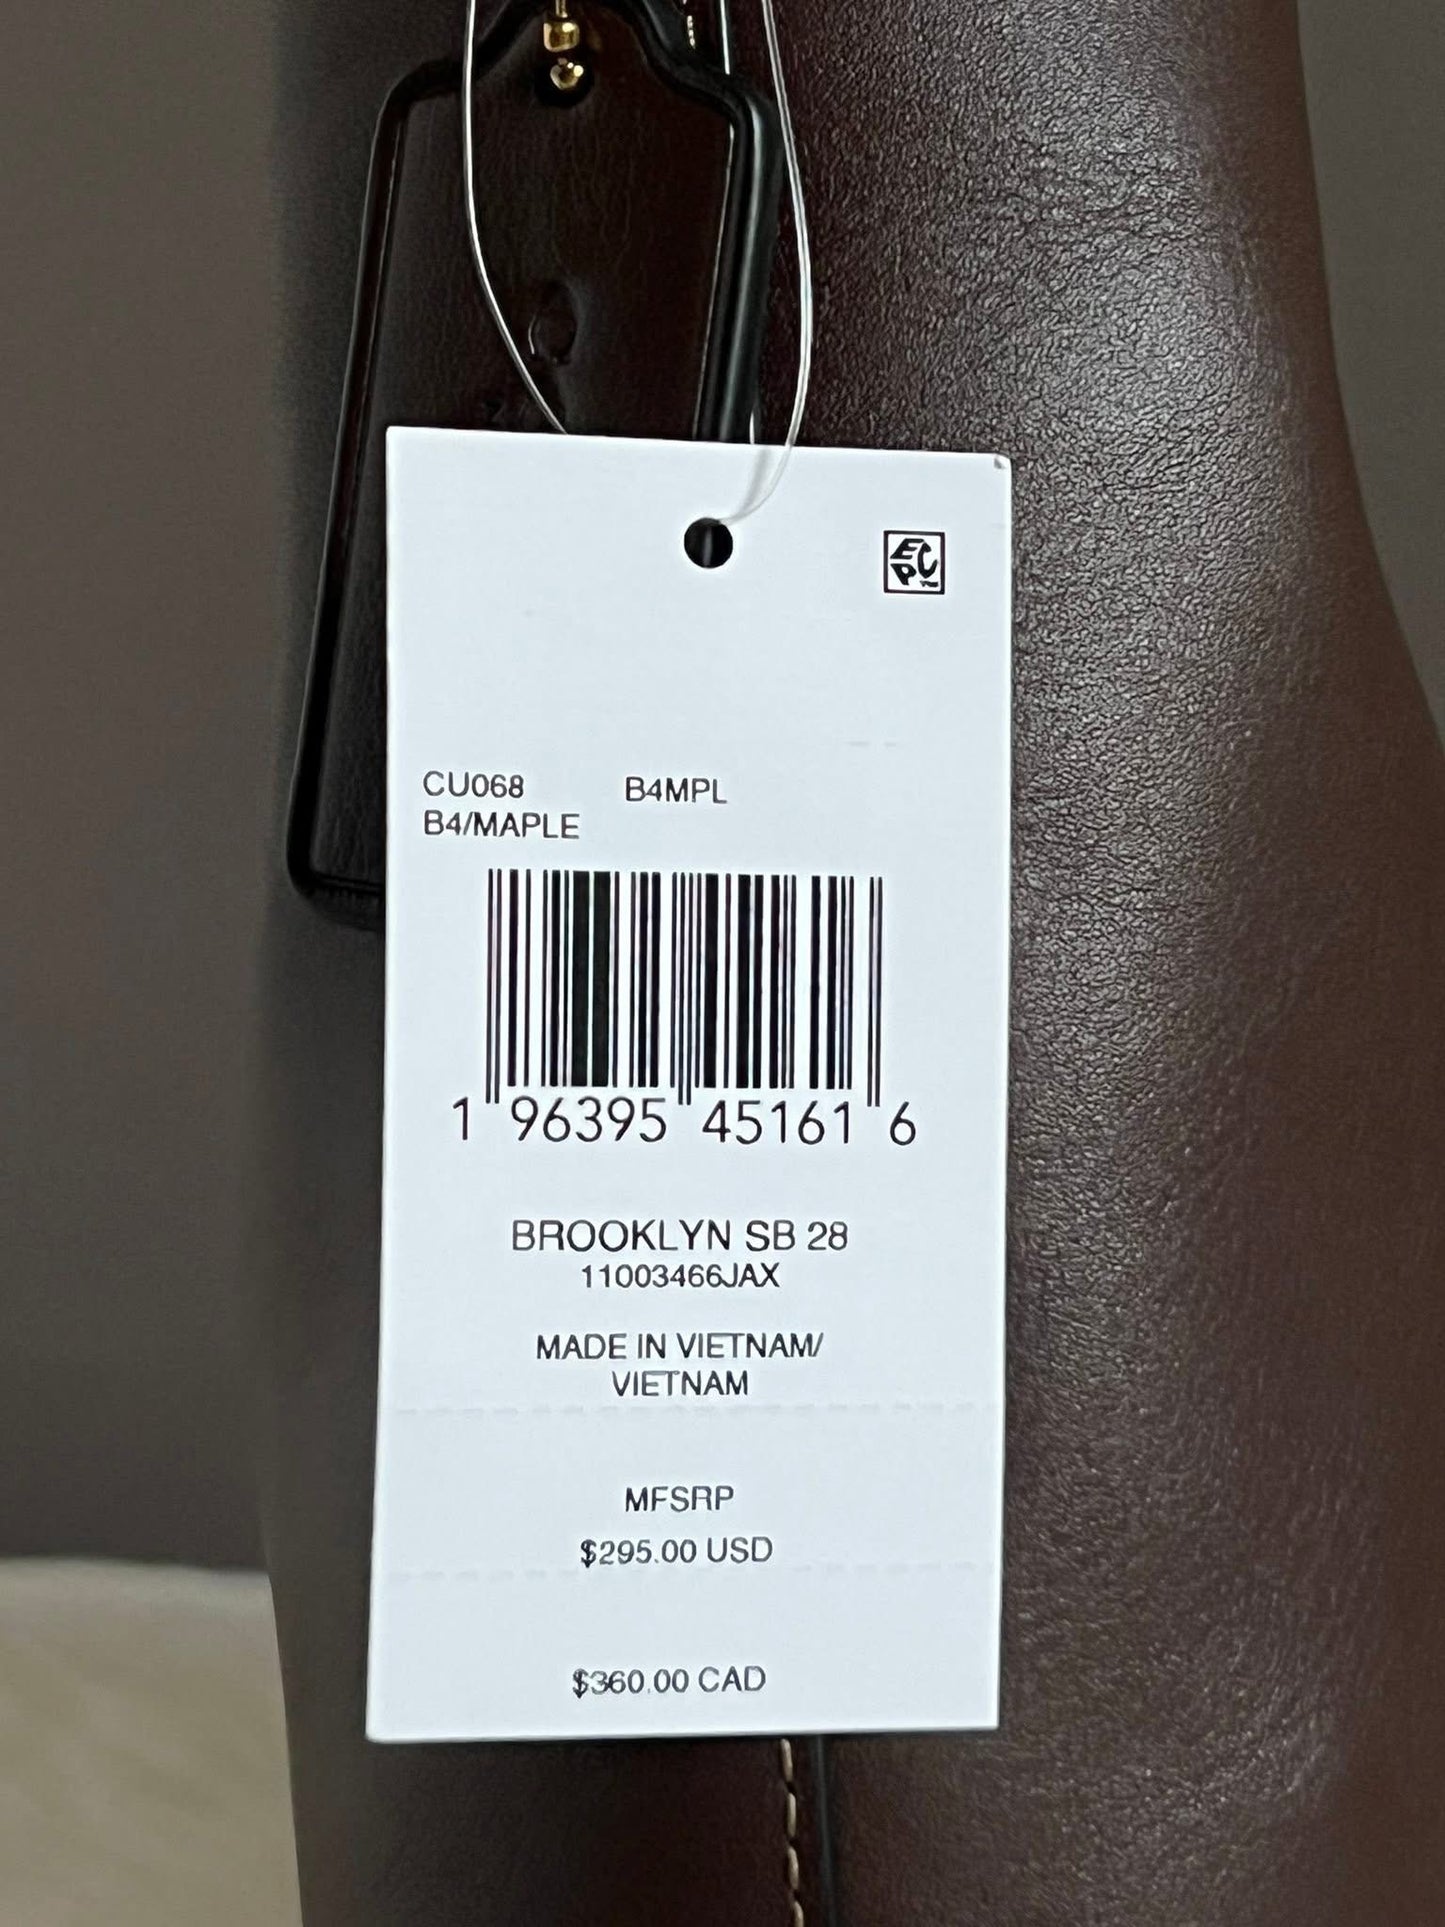 EC
P
CU068 B4MPL
B4/MAPLE
1 96395 45161 6
BROOKLYN SB 28
11003466JAX
MADE IN VIETNAM/
VIETNAM
MFSRP
$295.00 USD
$360.00 CAD